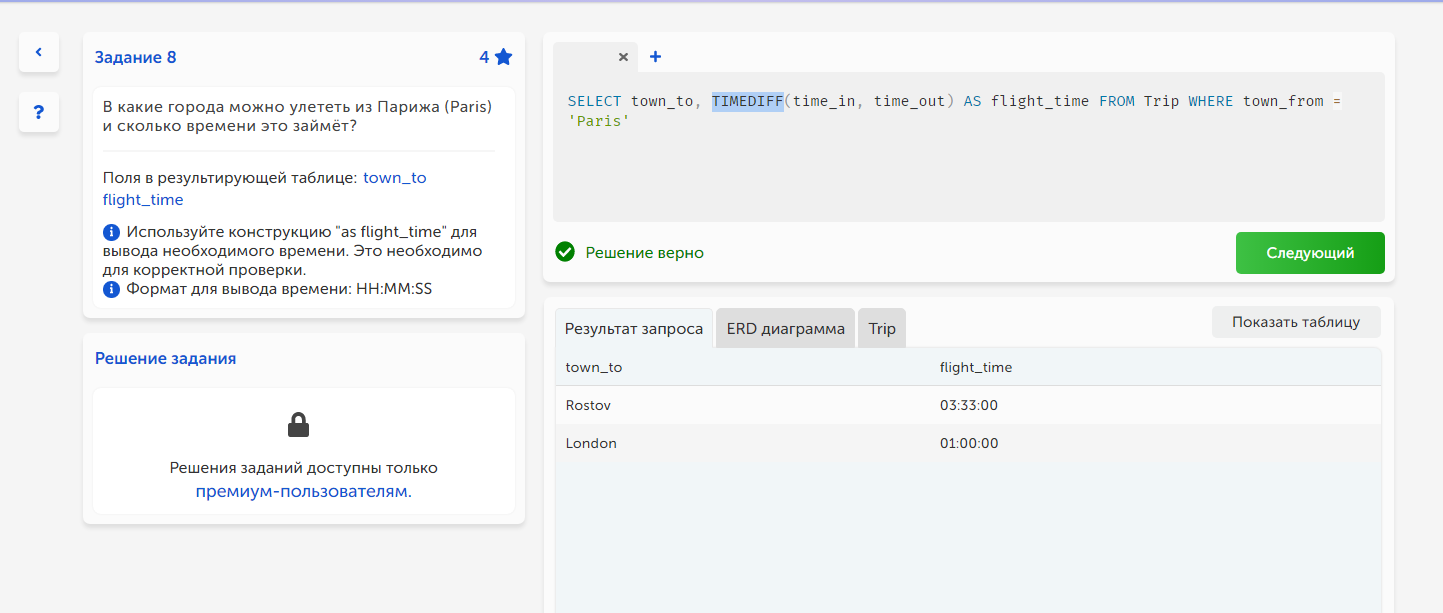 Задание 8
4
?
В какие города можно улететь из Парижа (Paris)
и сколько времени это займёт?
Поля в результирующей таблице: town_to
flight_time
Используйте конструкцию "as flight_time" для
вывода необходимого времени. Это необходимо
для корректной проверки.
Формат для вывода времени: HH:MM:SS
Решение задания
Решения заданий доступны только
премиум-пользователям.
SELECT town_to, TIMEDIFF(time_in, time_out) AS flight_time FROM Trip WHERE town_from =
'Paris'
Решение верно
Следующий
Результат запроса
ERD диаграмма
Trip
Показать таблицу
town_to flight_time
Rostov 03:33:00
London 01:00:00